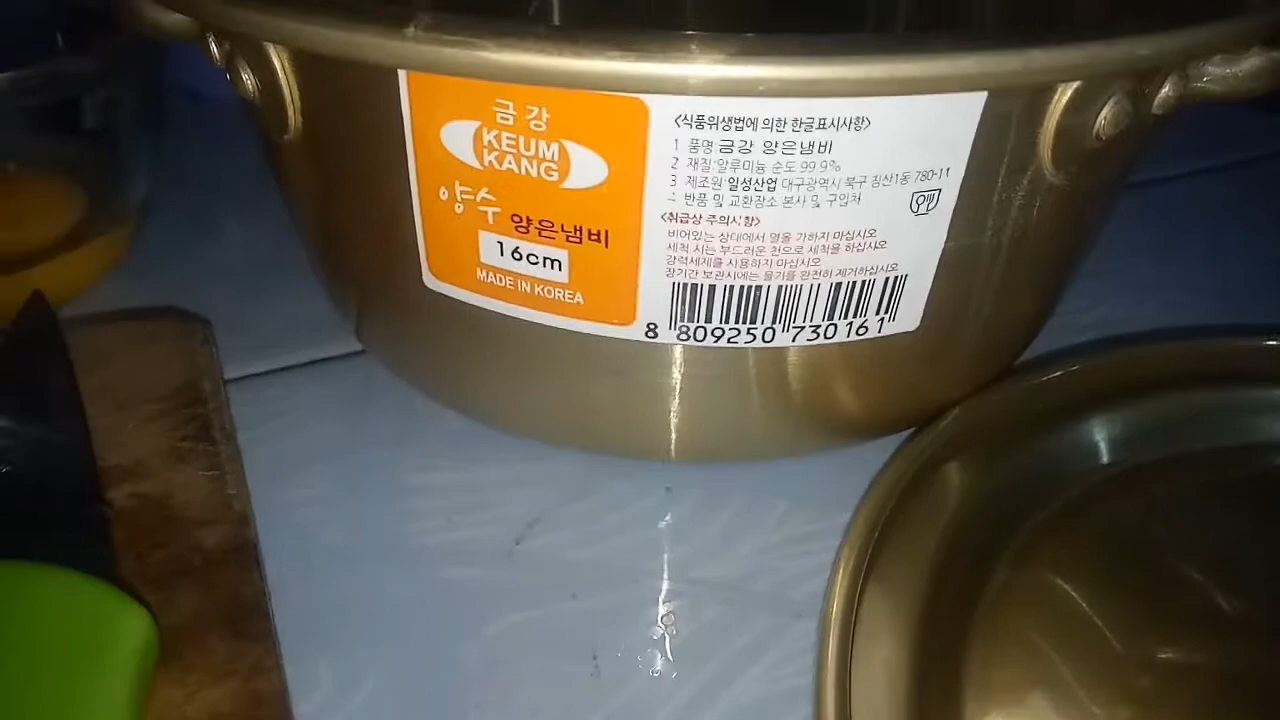 금강
KEUM
KANG
양수 양은냄비
16cm
MADE IN KOREA
<식품위생법에 의한 한글표시사항>
1 품명 금강 양은냄비
2 재질:알루미늄 순도 99.9%
3 제조원 일성산업 대구광역시 북구 침산1동 780-11
4 반품 및 교환장소 본사 및 구입처
<취급상 주의사항>
비어있는 상태에서 열을 가하지 마십시오
세척 시는 부드러운 천으로 세척을 하십시오
강력세제를 사용하지 마십시오
장기간 보관시에는 물기를 완전히 제거하십시오
8 809250 730161